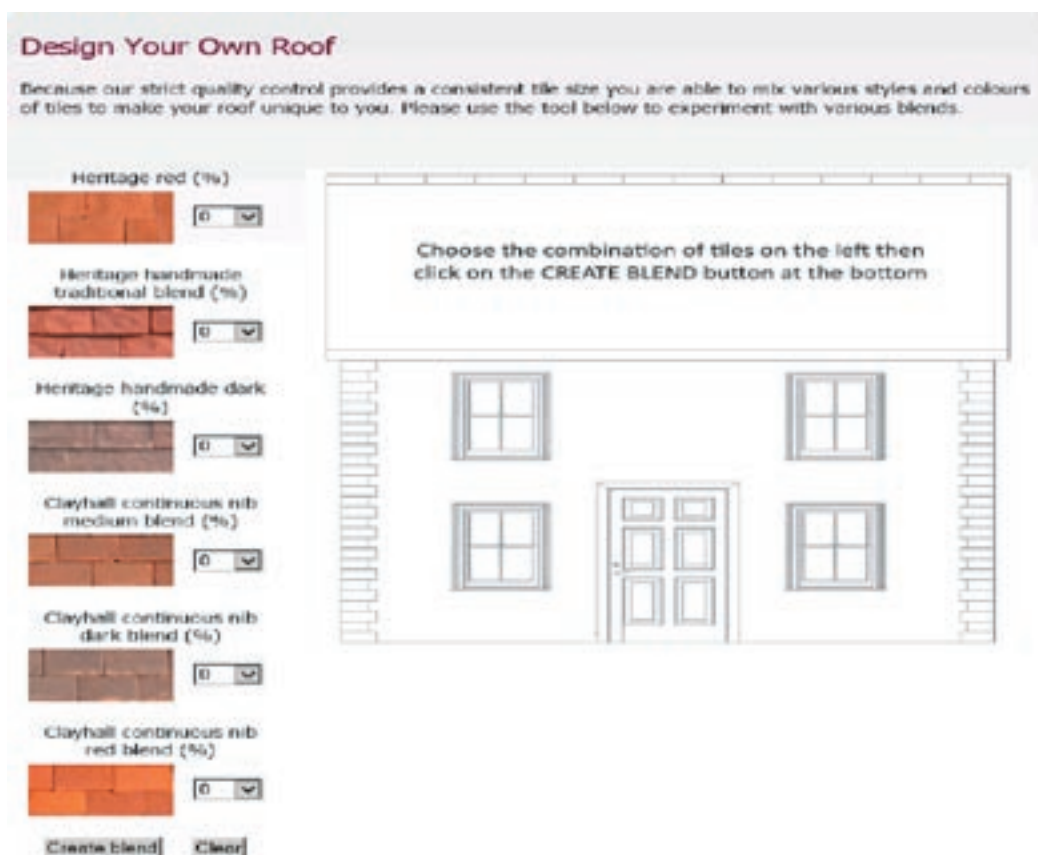 Design Your Own Roof
Because our strict quality control provides a consistent tile size you are able to mix various styles and colours
of tiles to make your roof unique to you. Please use the tool below to experiment with various blends.
Heritage red (%)
0
Choose the combination of tiles on the left then
click on the CREATE BLEND button at the bottom
Heritage handmade
traditional blend (%)
0
Heritage handmade dark
(%)
0
Clayhall continuous nib
medium blend (%)
0
Clayhall continuous nib
dark blend (%)
0
Clayhall continuous nib
red blend (%)
0
Create blend Clear